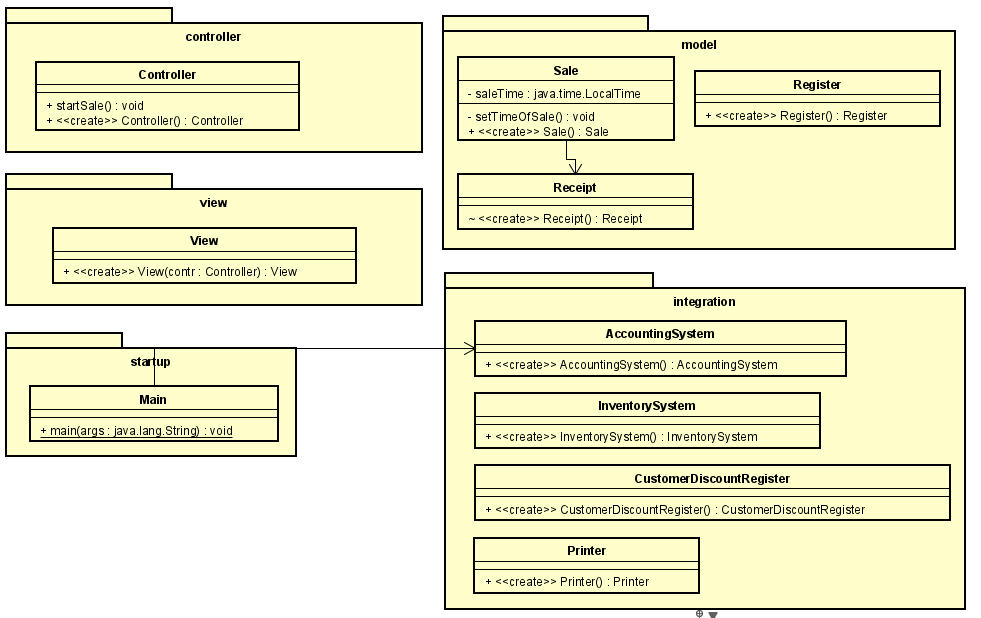 controller
Controller
+ startSale() : void
+ <<create>> Controller() : Controller
view
View
+ <<create>> View(contr : Controller) : View
startup
Main
+ main(args : java.lang.String) : void
model
Sale
- saleTime : java.time.LocalTime
- setTimeOfSale() : void
+ <<create>> Sale() : Sale
Register
+ <<create>> Register() : Register
Receipt
~ <<create>> Receipt() : Receipt
integration
AccountingSystem
+ <<create>> AccountingSystem() : AccountingSystem
InventorySystem
+ <<create>> InventorySystem() : InventorySystem
CustomerDiscountRegister
+ <<create>> CustomerDiscountRegister() : CustomerDiscountRegister
Printer
+ <<create>> Printer() : Printer